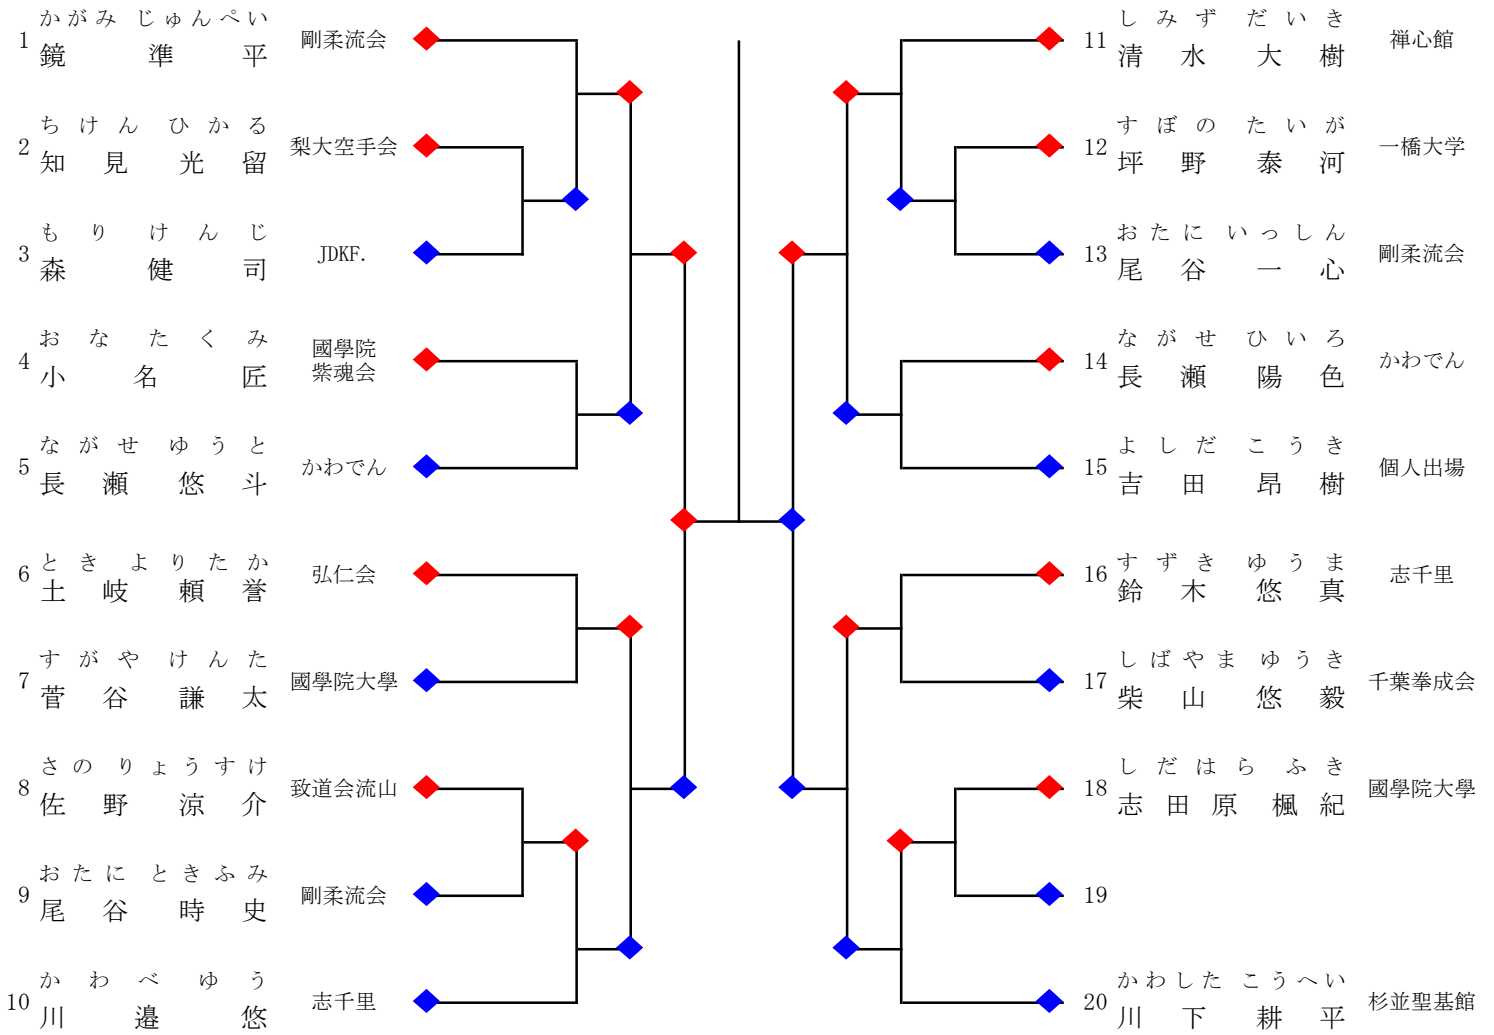 かがみ じゅんぺい
1 鏡 準 平 剛柔流会
ちけん ひかる
2 知見 光留 梨大空手会
もり けんじ
3 森 健司 JDKF.
おな たくみ
4 小名 匠 國學院
紫魂会
ながせ ゆうと
5 長瀬 悠斗 かわでん
とき よりたか
6 土岐 頼誉 弘仁会
すがや けんた
7 菅谷 謙太 國學院大學
さの りょうすけ
8 佐野 涼介 致道会流山
おたに ときふみ
9 尾谷 時史 剛柔流会
かわべ ゆう
10 川邉 悠 志千里
しみず だいき
11 清水 大樹 禅心館
すぼの たいが
12 坪野 泰河 一橋大学
おたに いっしん
13 尾谷 一心 剛柔流会
ながせ ひいろ
14 長瀬 陽色 かわでん
よしだ こうき
15 吉田 昂樹 個人出場
すずき ゆうま
16 鈴木 悠真 志千里
しばやま ゆうき
17 柴山 悠毅 千葉拳成会
しだはら ふき
18 志田原 楓紀 國學院大學
19
かわした こうへい
20 川下 耕平 杉並聖基館